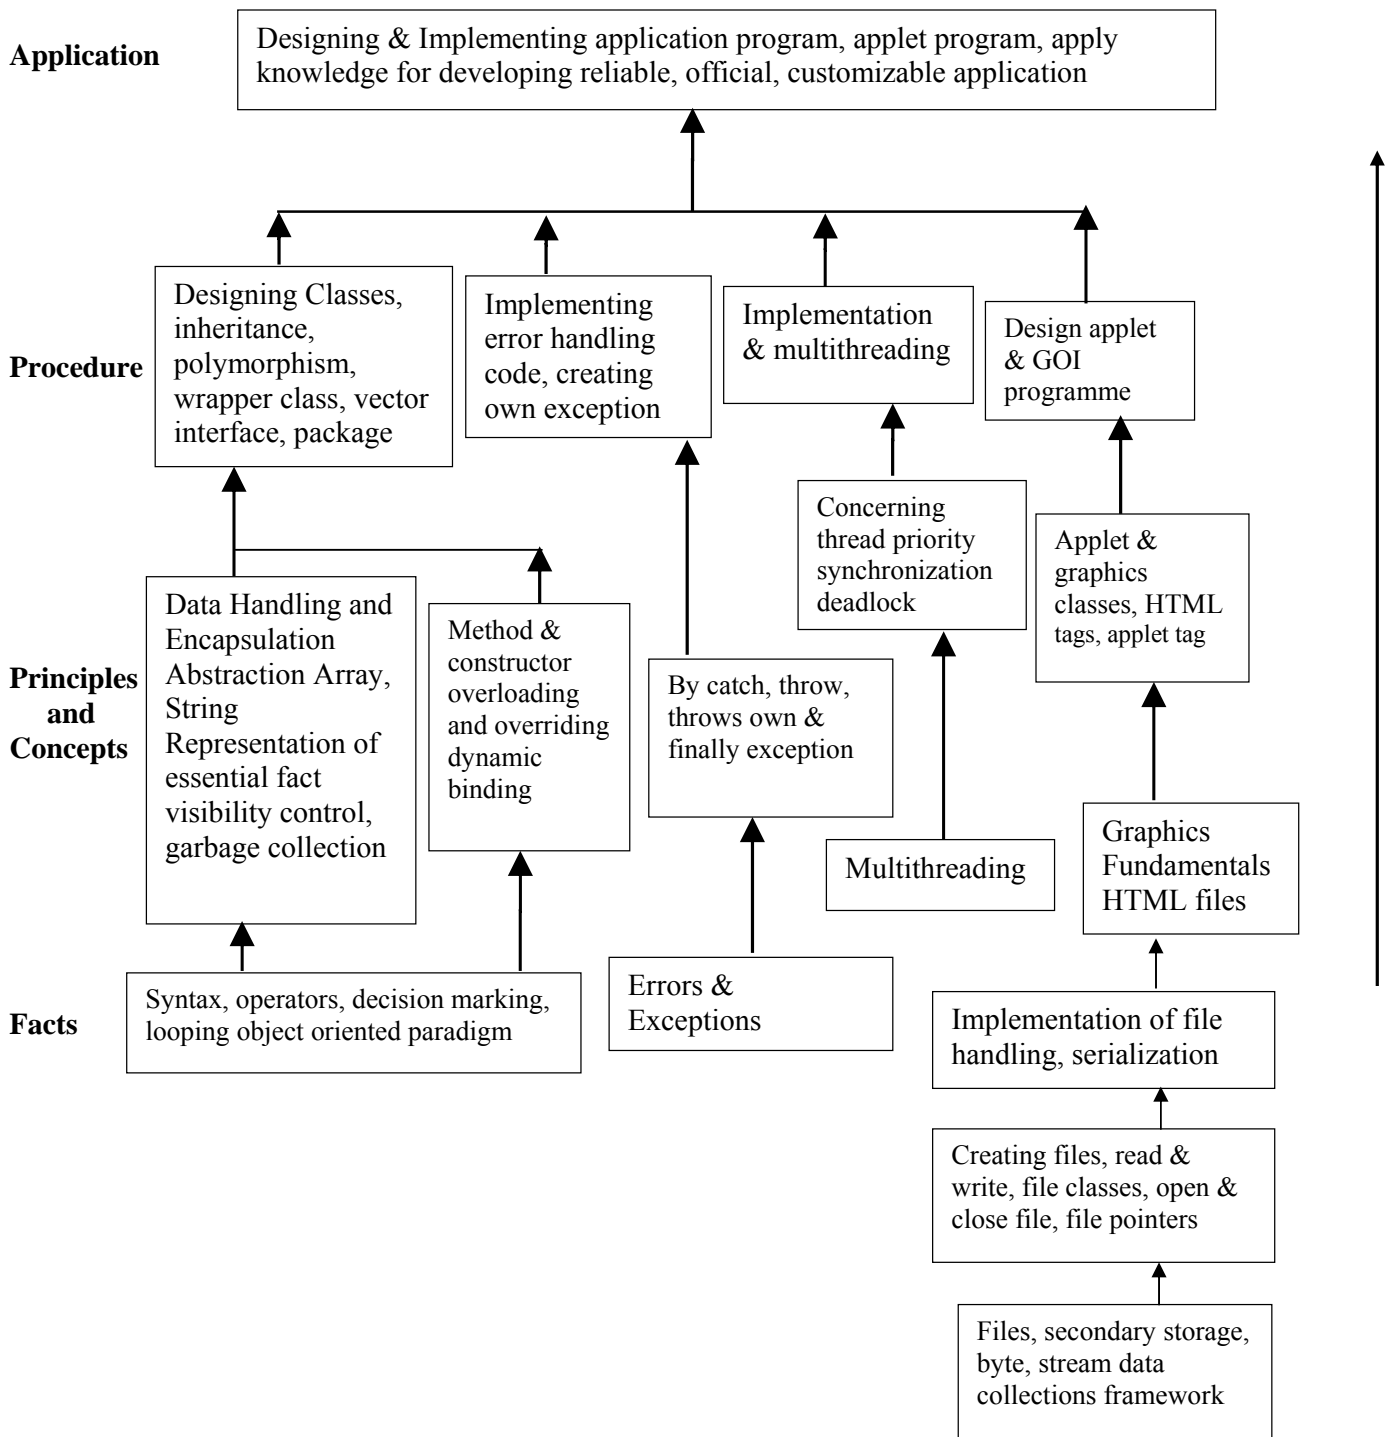 Application
Designing & Implementing application program, applet program, apply
knowledge for developing reliable, official, customizable application
Procedure
Designing Classes,
inheritance,
polymorphism,
wrapper class, vector
interface, package
Implementing
error handling
code, creating
own exception
Implementation
& multithreading
Design applet
& GOI
programme
Principles
and
Concepts
Data Handling and
Encapsulation
Abstraction Array,
String
Representation of
essential fact
visibility control,
garbage collection
Method &
constructor
overloading
and overriding
dynamic
binding
By catch, throw,
throws own &
finally exception
Concerning
thread priority
synchronization
deadlock
Multithreading
Applet &
graphics
classes, HTML
tags, applet tag
Graphics
Fundamentals
HTML files
Facts
Syntax, operators, decision marking,
looping object oriented paradigm
Errors &
Exceptions
Implementation of file
handling, serialization
Creating files, read &
write, file classes, open &
close file, file pointers
Files, secondary storage,
byte, stream data
collections framework